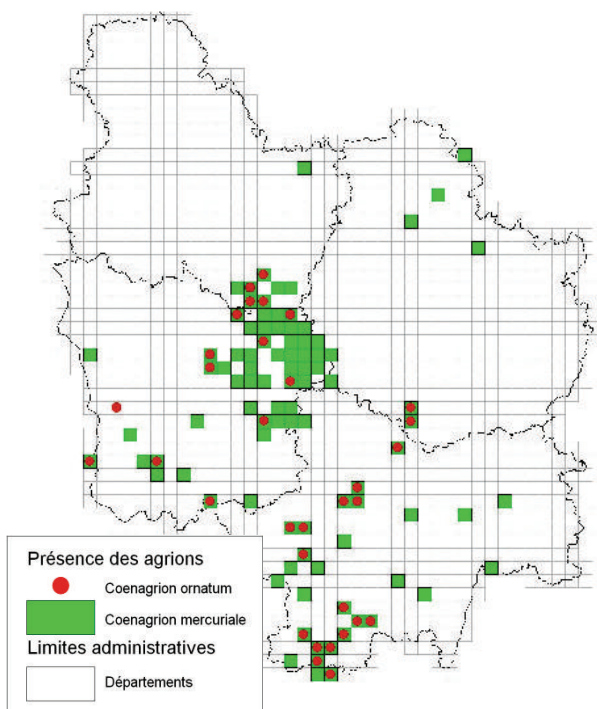 Présence des agrions
Coenagrion ornatum
Coenagrion mercuriale
Limites administratives
Départements